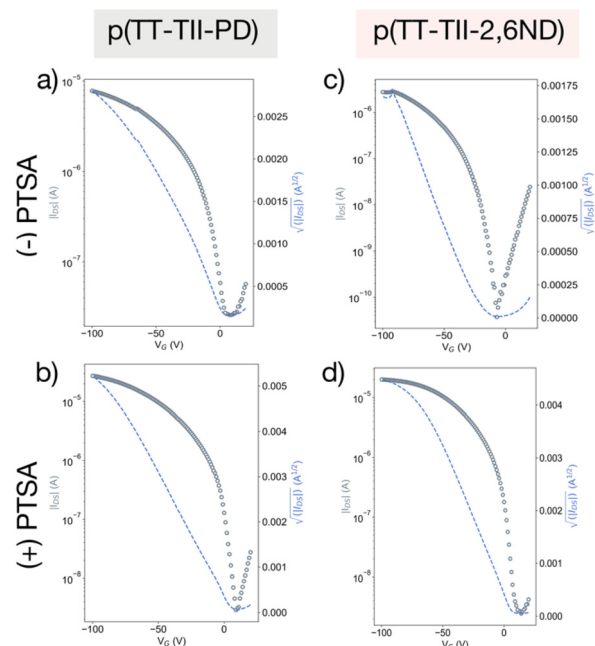 p(TT-TII-PD)
p(TT-TII-2,6ND)
(-) PTSA
(+) PTSA
a)
10⁻⁵
10⁻⁶
10⁻⁷
|I_DS| (A)
0.0025
0.0020
0.0015
0.0010
0.0005
√(|I_DS|) (A^1/2)
−100
−50
0
V_G (V)
c)
10⁻⁶
10⁻⁷
10⁻⁸
10⁻⁹
10⁻¹⁰
|I_DS| (A)
0.00175
0.00150
0.00125
0.00100
0.00075
0.00050
0.00025
0.00000
√(|I_DS|) (A^1/2)
−100
−50
0
V_G (V)
b)
10⁻⁵
10⁻⁶
10⁻⁷
10⁻⁸
|I_DS| (A)
0.005
0.004
0.003
0.002
0.001
0.000
√(|I_DS|) (A^1/2)
−100
−50
0
V_G (V)
d)
10⁻⁵
10⁻⁶
10⁻⁷
10⁻⁸
|I_DS| (A)
0.004
0.003
0.002
0.001
0.000
√(|I_DS|) (A^1/2)
−100
−50
0
V_G (V)